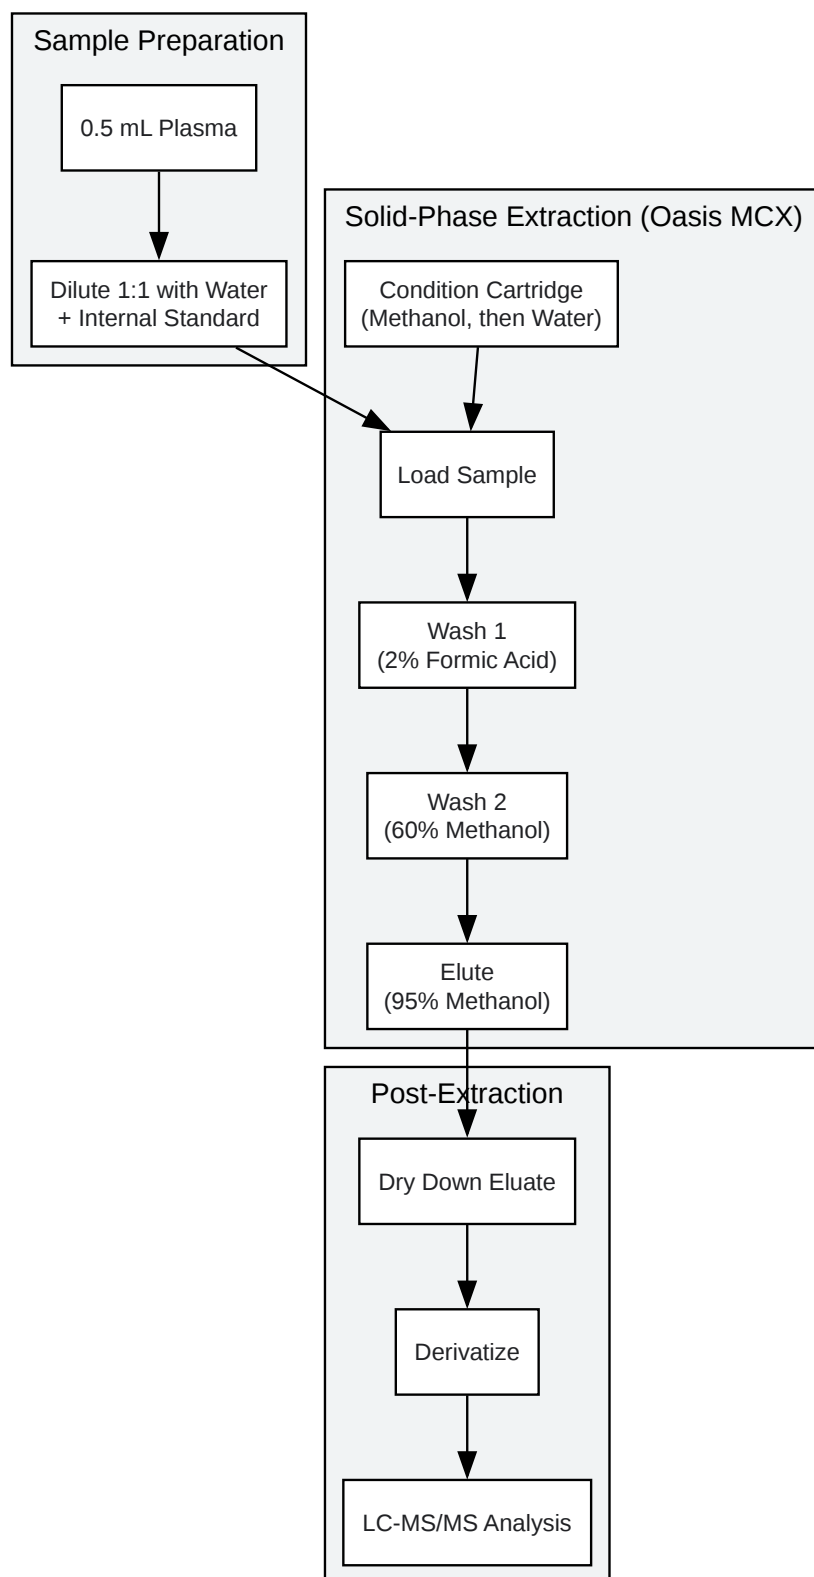 Sample Preparation
0.5 mL Plasma
Dilute 1:1 with Water
+ Internal Standard
Solid-Phase Extraction (Oasis MCX)
Condition Cartridge
(Methanol, then Water)
Load Sample
Wash 1
(2% Formic Acid)
Wash 2
(60% Methanol)
Elute
(95% Methanol)
Post-Extraction
Dry Down Eluate
Derivatize
LC-MS/MS Analysis